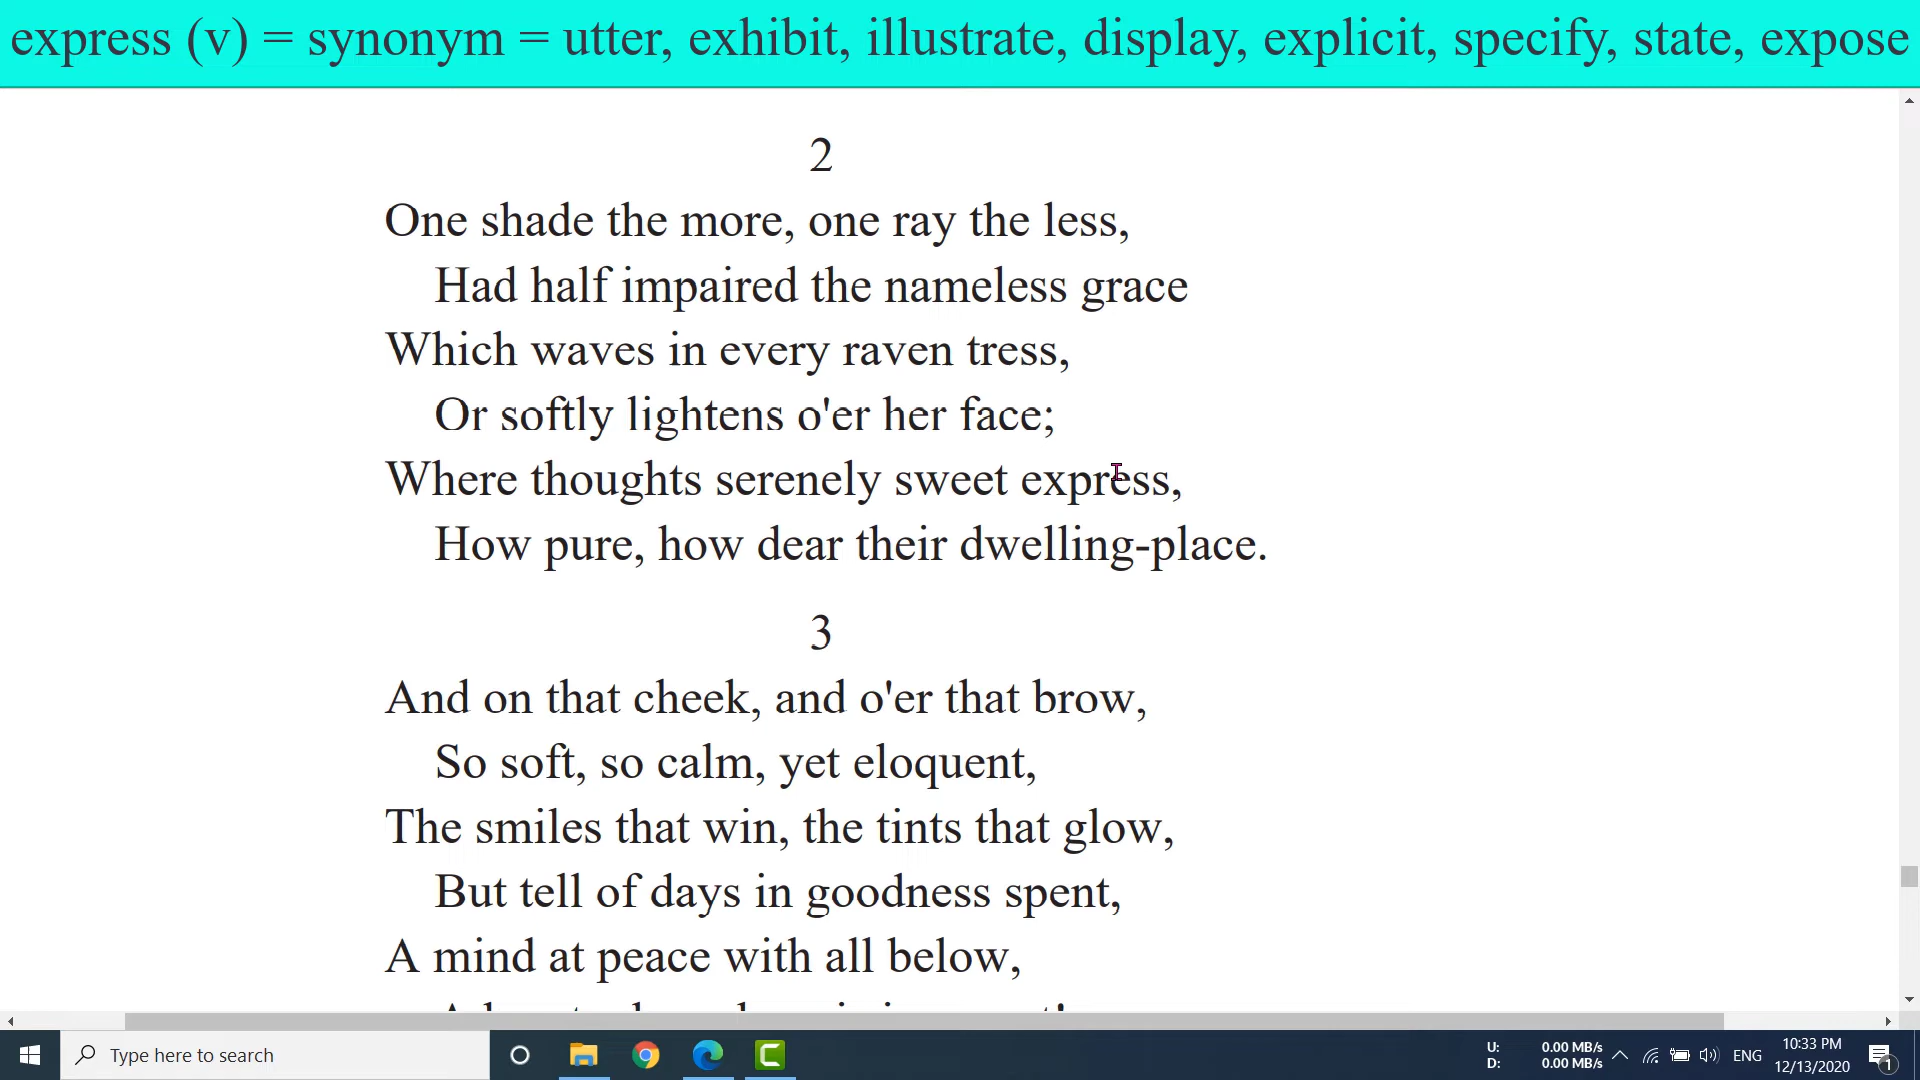 express (v) = synonym = utter, exhibit, illustrate, display, explicit, specify, state, expose
2
One shade the more, one ray the less,
Had half impaired the nameless grace
Which waves in every raven tress,
Or softly lightens o'er her face;
Where thoughts serenely sweet express,
How pure, how dear their dwelling-place.
3
And on that cheek, and o'er that brow,
So soft, so calm, yet eloquent,
The smiles that win, the tints that glow,
But tell of days in goodness spent,
A mind at peace with all below,
Type here to search
U: 0.00 MB/s
D: 0.00 MB/s
ENG
10:33 PM
12/13/2020
1